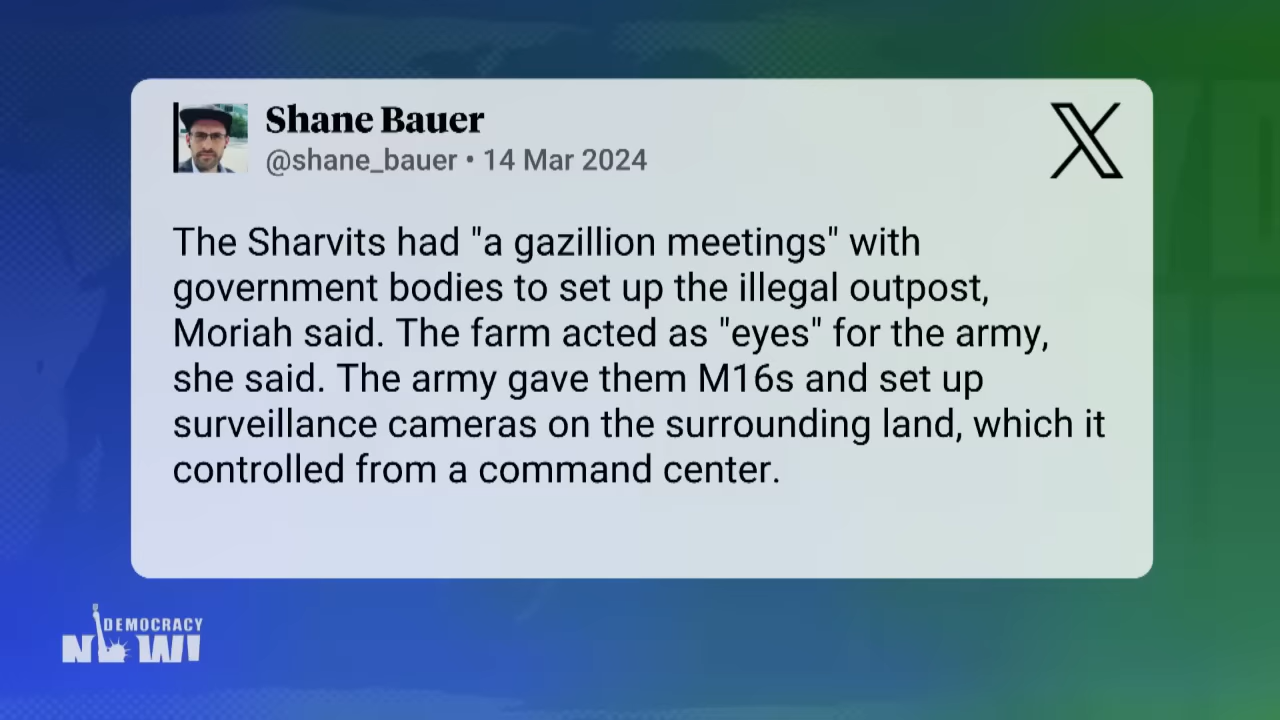 Shane Bauer
@shane_bauer • 14 Mar 2024
The Sharvits had "a gazillion meetings" with
government bodies to set up the illegal outpost,
Moriah said. The farm acted as "eyes" for the army,
she said. The army gave them M16s and set up
surveillance cameras on the surrounding land, which it
controlled from a command center.
DEMOCRACY
NOW!